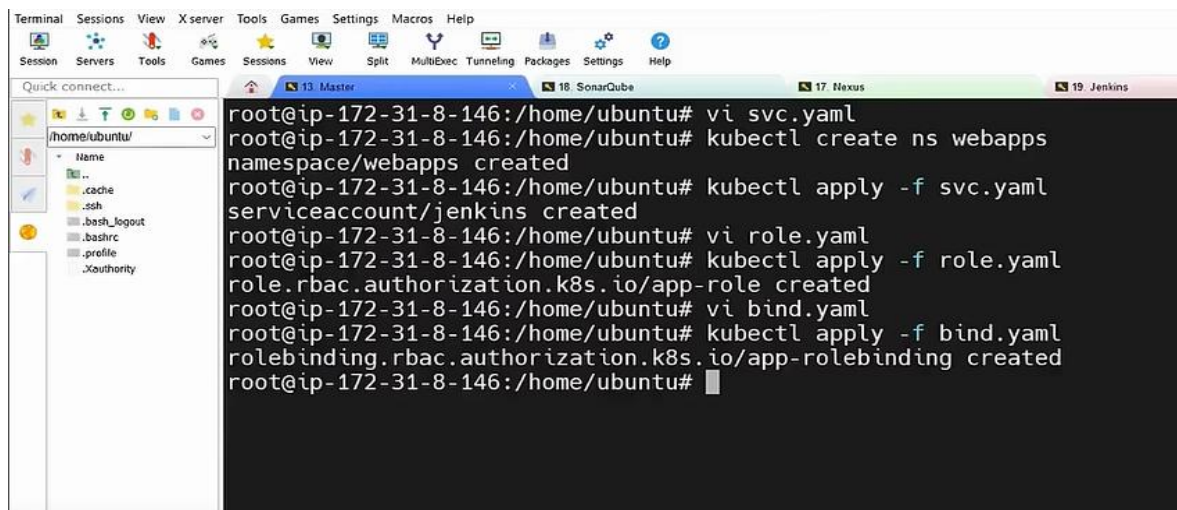 Terminal Sessions View X server Tools Games Settings Macros Help
Session Servers Tools Games Sessions View Split MultiExec Tunneling Packages Settings Help
Quick connect...
13. Master
18. SonarQube
17. Nexus
19. Jenkins
/home/ubuntu/
Name
..
.cache
.ssh
.bash_logout
.bashrc
.profile
.Xauthority
root@ip-172-31-8-146:/home/ubuntu# vi svc.yaml
root@ip-172-31-8-146:/home/ubuntu# kubectl create ns webapps
namespace/webapps created
root@ip-172-31-8-146:/home/ubuntu# kubectl apply -f svc.yaml
serviceaccount/jenkins created
root@ip-172-31-8-146:/home/ubuntu# vi role.yaml
root@ip-172-31-8-146:/home/ubuntu# kubectl apply -f role.yaml
role.rbac.authorization.k8s.io/app-role created
root@ip-172-31-8-146:/home/ubuntu# vi bind.yaml
root@ip-172-31-8-146:/home/ubuntu# kubectl apply -f bind.yaml
rolebinding.rbac.authorization.k8s.io/app-rolebinding created
root@ip-172-31-8-146:/home/ubuntu#